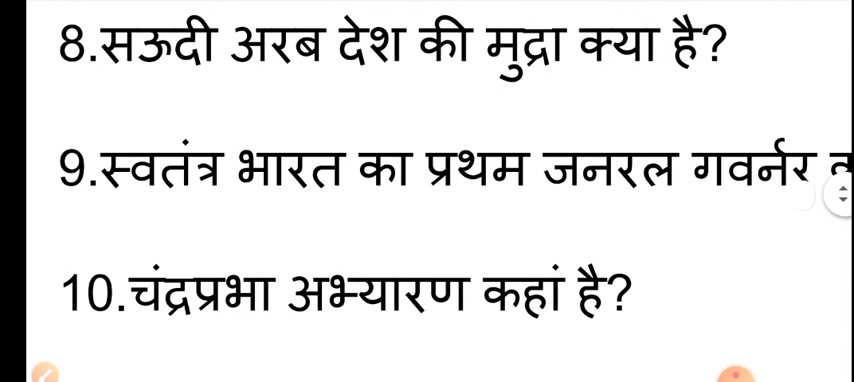 8.सऊदी अरब देश की मुद्रा क्या है?
9.स्वतंत्र भारत का प्रथम जनरल गवर्नर
10.चंद्रप्रभा अभ्यारण कहां है?